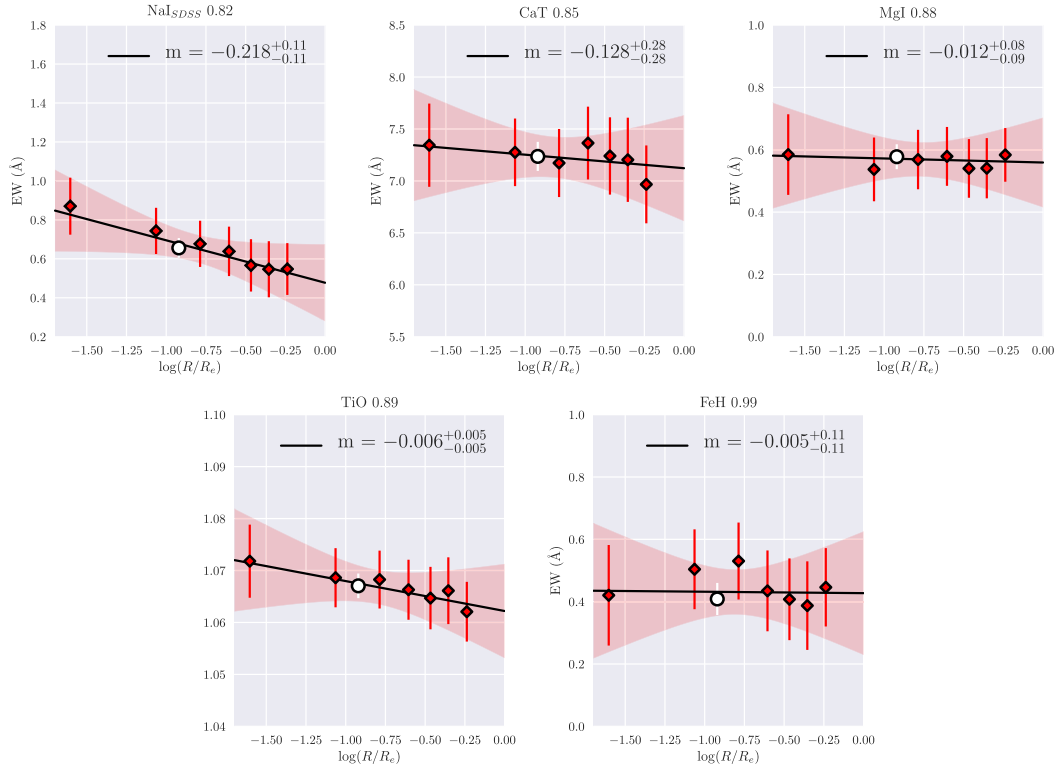 NaI_SDSS 0.82
m = −0.218 +0.11 −0.11
EW (Å)
1.8
1.6
1.4
1.2
1.0
0.8
0.6
0.4
0.2
−1.50 −1.25 −1.00 −0.75 −0.50 −0.25 0.00
log(R/R_e)
CaT 0.85
m = −0.128 +0.28 −0.28
EW (Å)
8.5
8.0
7.5
7.0
6.5
6.0
5.5
−1.50 −1.25 −1.00 −0.75 −0.50 −0.25 0.00
log(R/R_e)
MgI 0.88
m = −0.012 +0.08 −0.09
EW (Å)
1.0
0.8
0.6
0.4
0.2
0.0
−1.50 −1.25 −1.00 −0.75 −0.50 −0.25 0.00
log(R/R_e)
TiO 0.89
m = −0.006 +0.005 −0.005
1.10
1.09
1.08
1.07
1.06
1.05
1.04
−1.50 −1.25 −1.00 −0.75 −0.50 −0.25 0.00
log(R/R_e)
FeH 0.99
m = −0.005 +0.11 −0.11
EW (Å)
1.0
0.8
0.6
0.4
0.2
0.0
−1.50 −1.25 −1.00 −0.75 −0.50 −0.25 0.00
log(R/R_e)